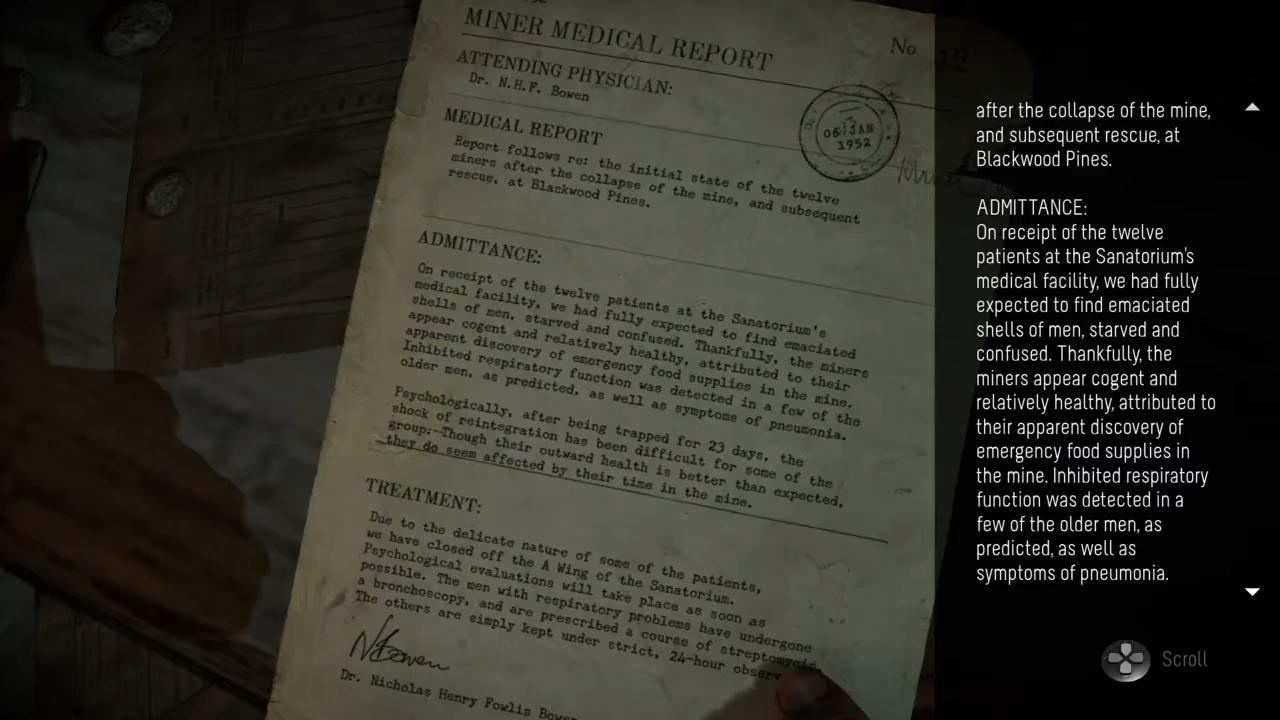 MINER MEDICAL REPORT
No
12
ATTENDING PHYSICIAN:
Dr. N.H.F. Bowen
06 JAN
1952
MEDICAL REPORT
Report follows re: the initial state of the twelve
miners after the collapse of the mine, and subsequent
rescue, at Blackwood Pines.
ADMITTANCE:
On receipt of the twelve patients at the Sanatorium's
medical facility, we had fully expected to find emaciated
shells of men, starved and confused. Thankfully, the miners
appear cogent and relatively healthy, attributed to their
apparent discovery of emergency food supplies in the mine.
Inhibited respiratory function was detected in a few of the
older men, as predicted, as well as symptoms of pneumonia.
Psychologically, after being trapped for 23 days, the
shock of reintegration has been difficult for some of the
group. Though their outward health is better than expected,
they do seem affected by their time in the mine.
TREATMENT:
Due to the delicate nature of some of the patients,
we have closed off the A Wing of the Sanatorium.
Psychological evaluations will take place as soon as
possible. The men with respiratory problems have undergone
a bronchoscopy, and are prescribed a course of streptomycin.
The others are simply kept under strict, 24-hour observ
NBowen
Dr. Nicholas Henry Fowlis Bowen
after the collapse of the mine,
and subsequent rescue, at
Blackwood Pines.
ADMITTANCE:
On receipt of the twelve
patients at the Sanatorium's
medical facility, we had fully
expected to find emaciated
shells of men, starved and
confused. Thankfully, the
miners appear cogent and
relatively healthy, attributed to
their apparent discovery of
emergency food supplies in
the mine. Inhibited respiratory
function was detected in a
few of the older men, as
predicted, as well as
symptoms of pneumonia.
Scroll